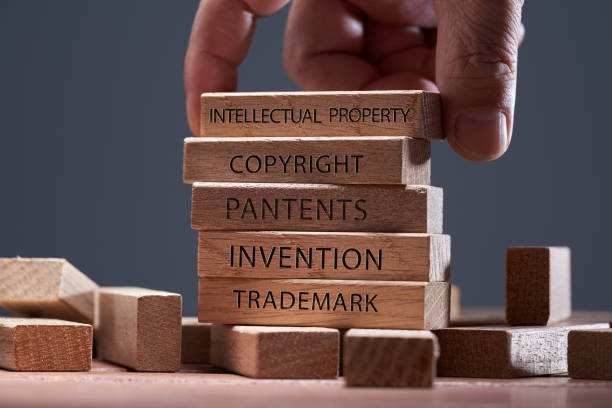 INTELLECTUAL PROPERTY
COPYRIGHT
PANTENTS
INVENTION
TRADEMARK